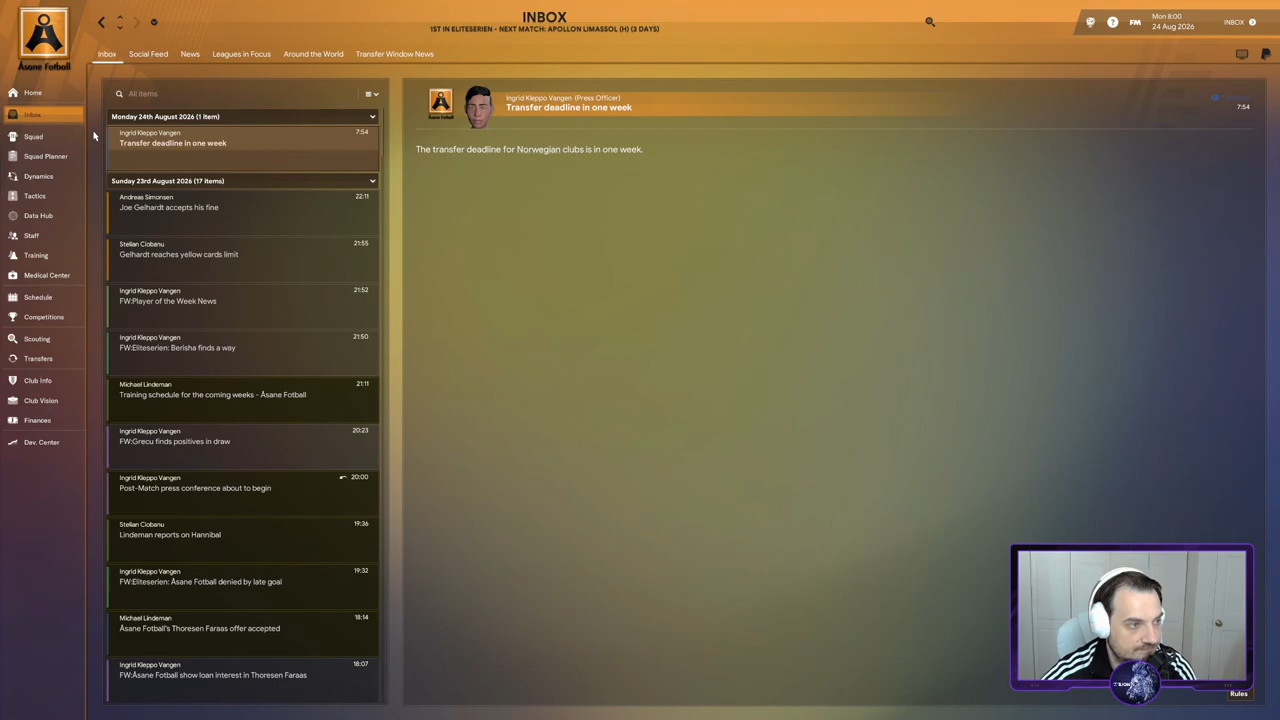 INBOX
1ST IN ELITESERIEN - NEXT MATCH: APOLLON LIMASSOL (H) (3 DAYS)
FM
Mon 8:00
24 Aug 2026
INBOX
Åsane Fotball
Inbox
Social Feed
News
Leagues in Focus
Around the World
Transfer Window News
Home
Inbox
Squad
Squad Planner
Dynamics
Tactics
Data Hub
Staff
Training
Medical Center
Schedule
Competitions
Scouting
Transfers
Club Info
Club Vision
Finances
Dev. Center
All Items
Monday 24th August 2026 (1 item)
Ingrid Kleppo Vangen 7:54
Transfer deadline in one week
Sunday 23rd August 2026 (17 items)
Andreas Simonsen 22:11
Joe Gelhardt accepts his fine
Stelian Ciobanu 21:55
Gelhardt reaches yellow cards limit
Ingrid Kleppo Vangen 21:52
FW:Player of the Week News
Ingrid Kleppo Vangen 21:50
FW:Eliteserien: Berisha finds a way
Michael Lindeman 21:11
Training schedule for the coming weeks - Åsane Fotball
Ingrid Kleppo Vangen 20:23
FW:Grecu finds positives in draw
Ingrid Kleppo Vangen 20:00
Post-Match press conference about to begin
Stelian Ciobanu 19:36
Lindeman reports on Hannibal
Ingrid Kleppo Vangen 19:32
FW:Eliteserien: Åsane Fotball denied by late goal
Michael Lindeman 18:14
Åsane Fotball's Thoresen Faraas offer accepted
Ingrid Kleppo Vangen 18:07
FW:Åsane Fotball show loan interest in Thoresen Faraas
Åsane Fotball
Ingrid Kleppo Vangen (Press Officer)
Transfer deadline in one week
7:54
The transfer deadline for Norwegian clubs is in one week.
Rules